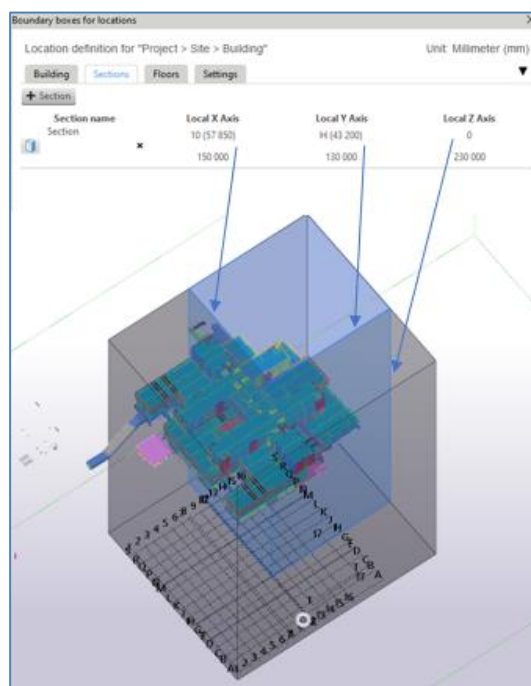 Boundary boxes for locations
Location definition for "Project > Site > Building"
Unit: Millimeter (mm)
Building Sections Floors Settings
+ Section
Section name Local X Axis Local Y Axis Local Z Axis
Section 10 (57 850) H (43 200) 0
150 000 130 000 230 000